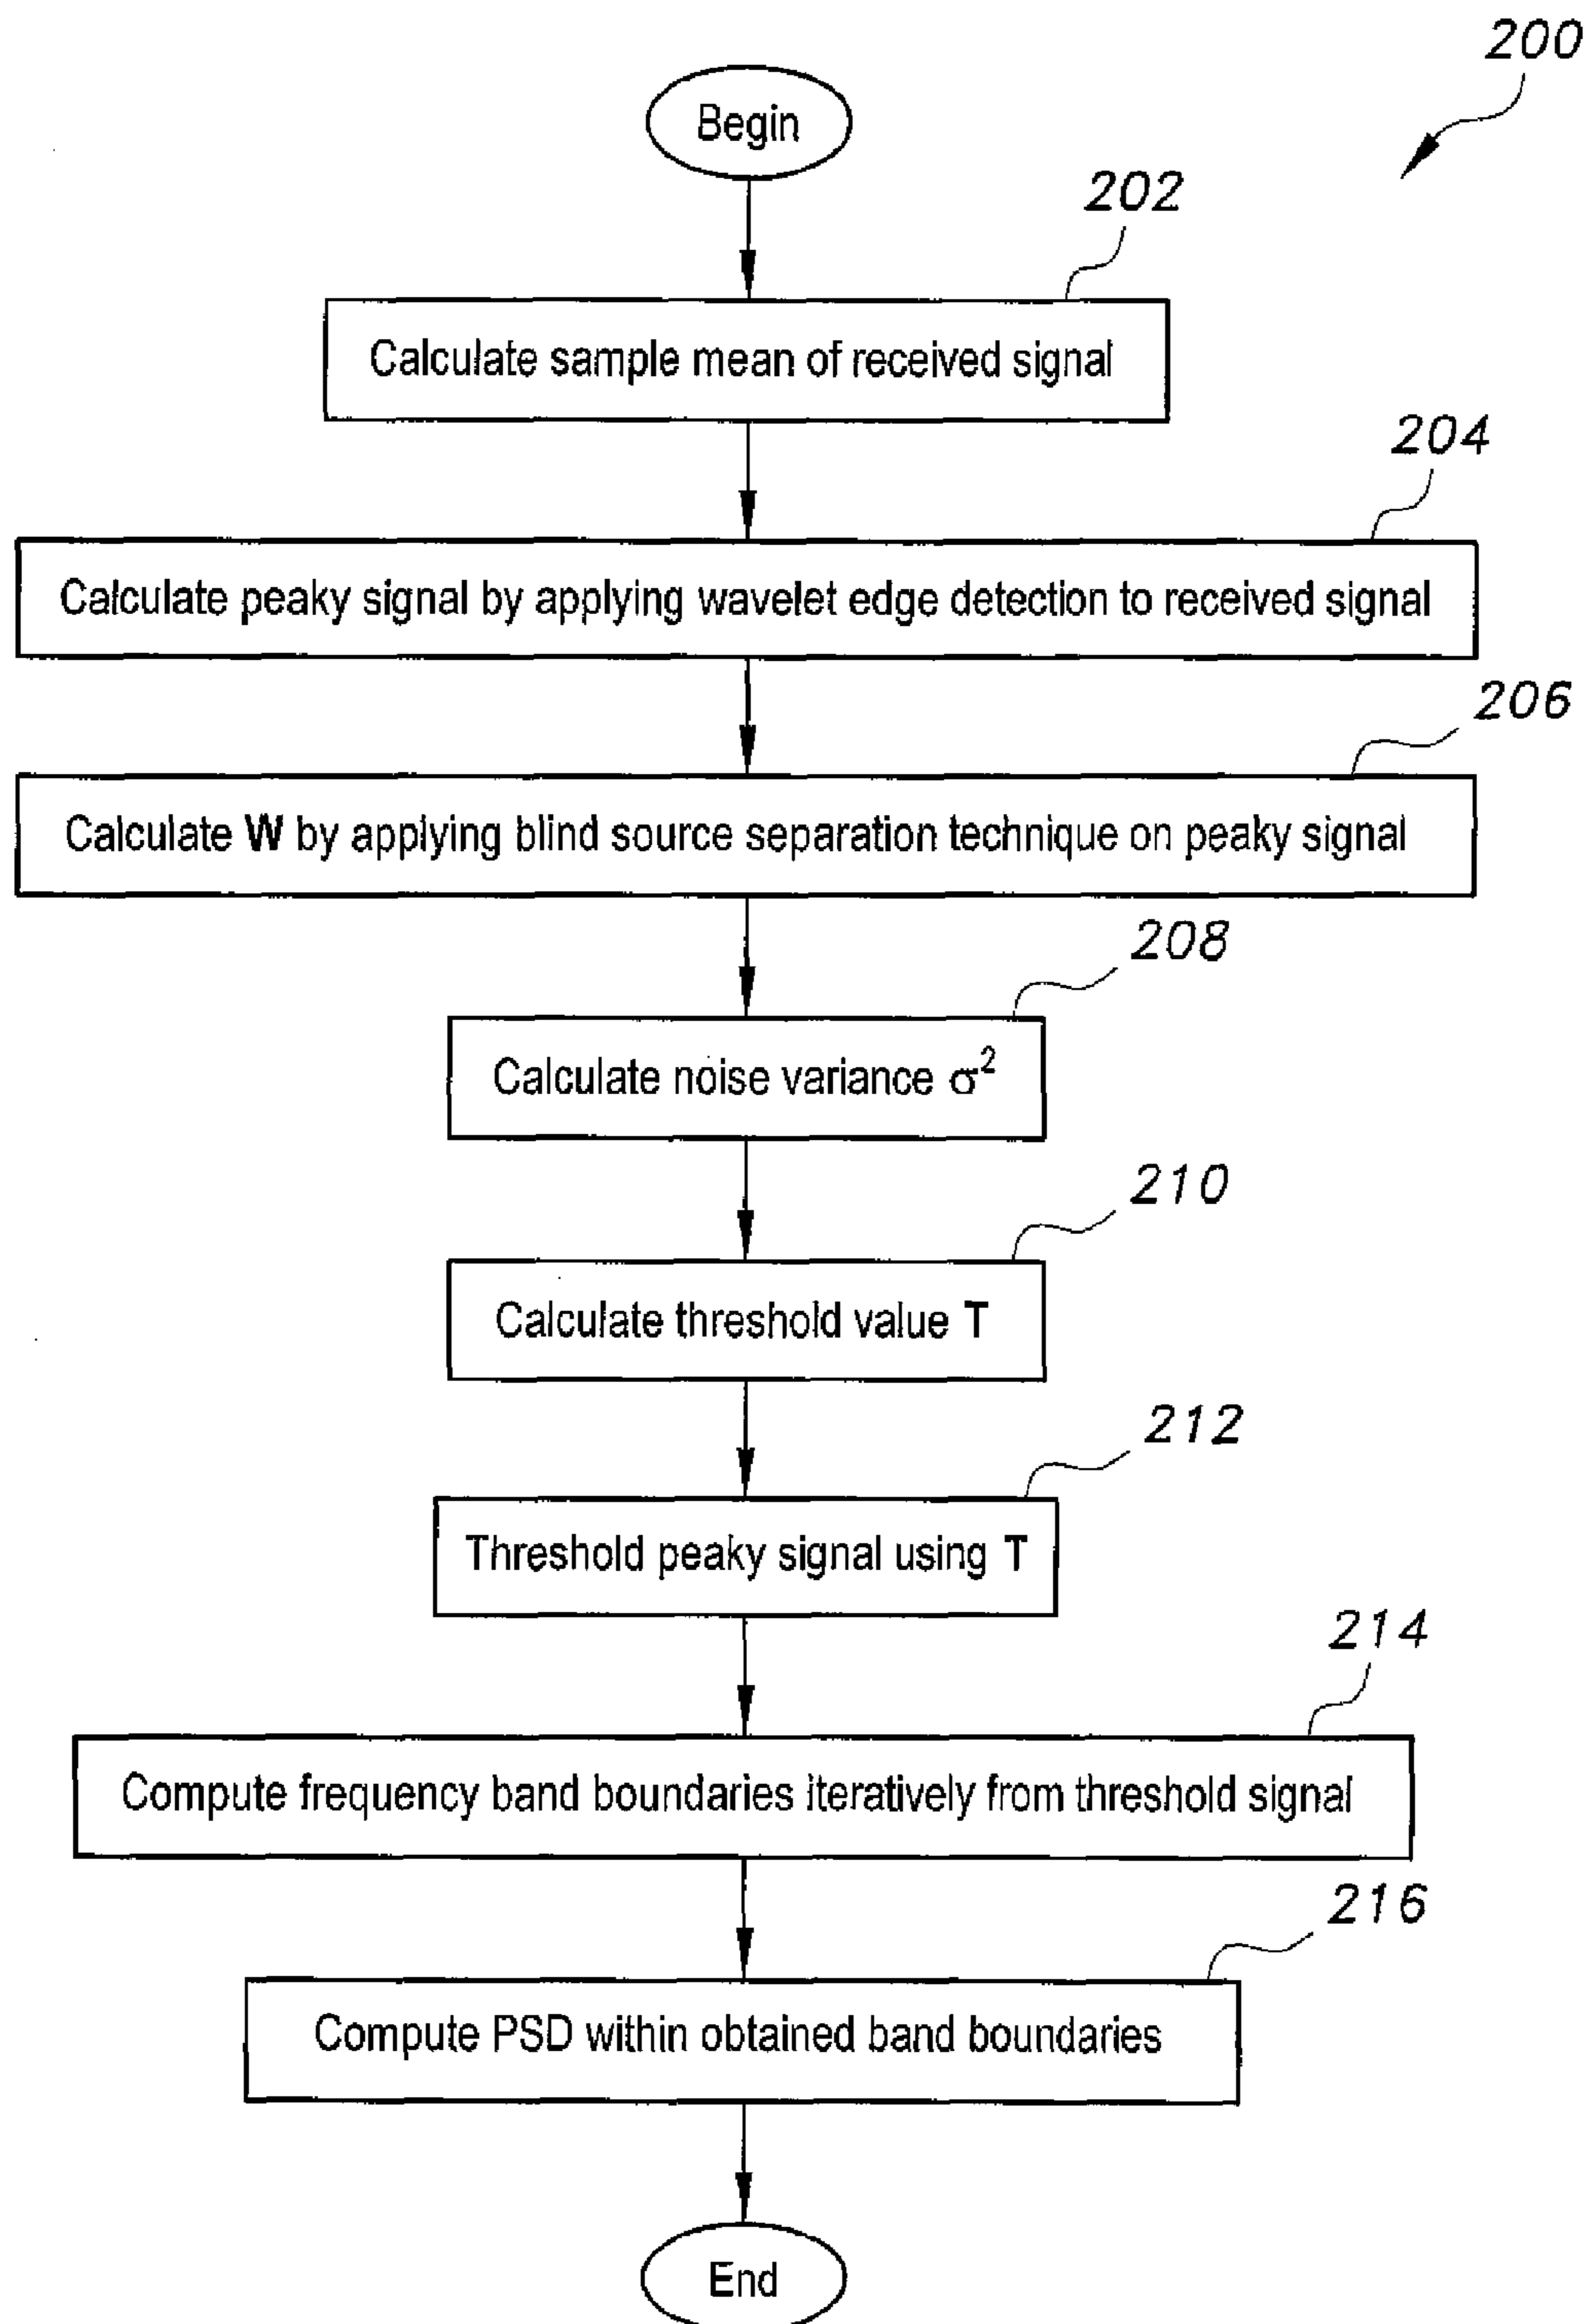 200
Begin
202
Calculate sample mean of received signal
204
Calculate peaky signal by applying wavelet edge detection to received signal
206
Calculate W by applying blind source separation technique on peaky signal
208
Calculate noise variance σ²
210
Calculate threshold value T
212
Threshold peaky signal using T
214
Compute frequency band boundaries iteratively from threshold signal
216
Compute PSD within obtained band boundaries
End